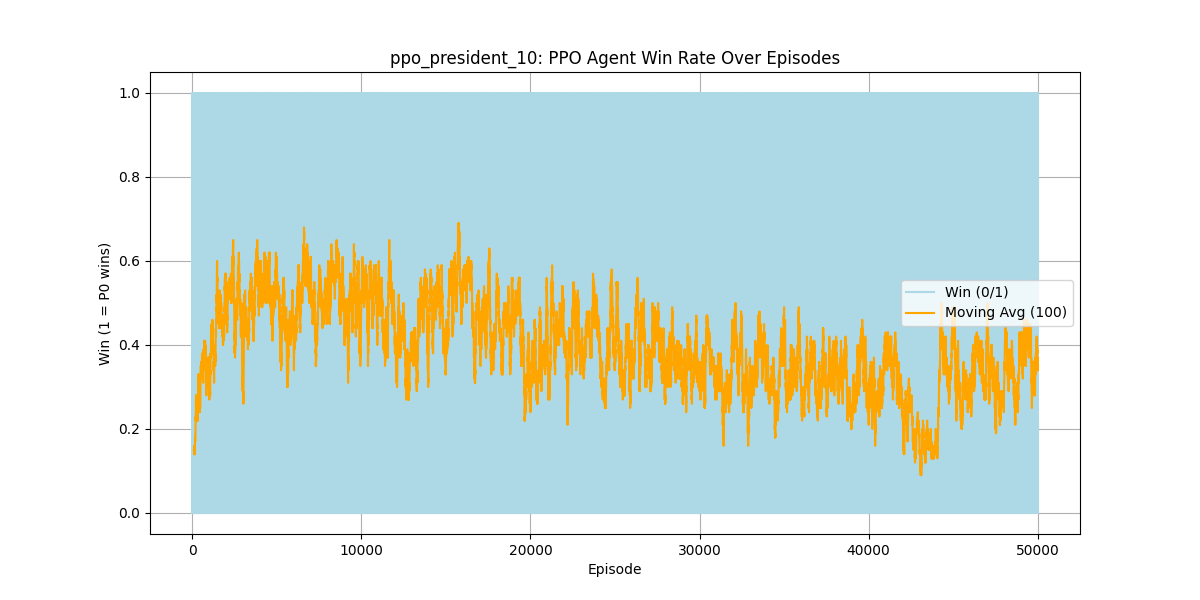 ppo_president_10: PPO Agent Win Rate Over Episodes
Win (1 = P0 wins)
1.0
0.8
0.6
0.4
0.2
0.0
Win (0/1)
Moving Avg (100)
0
10000
20000
30000
40000
50000
Episode